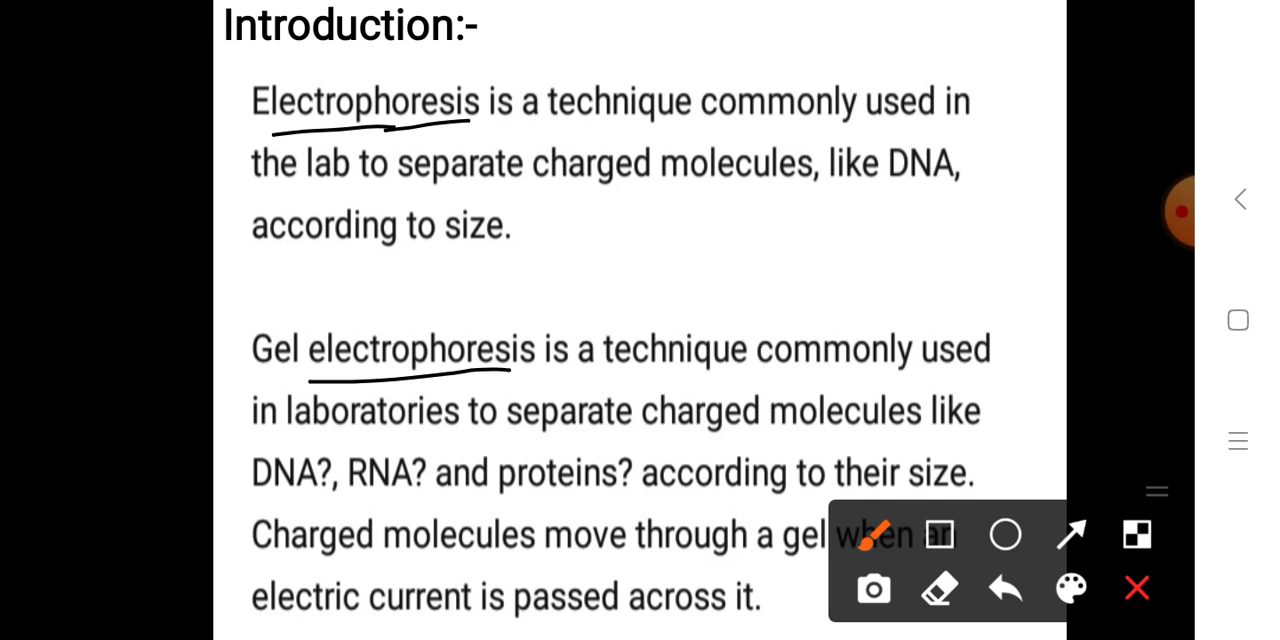 Introduction:-
Electrophoresis is a technique commonly used in
the lab to separate charged molecules, like DNA,
according to size.
Gel electrophoresis is a technique commonly used
in laboratories to separate charged molecules like
DNA?, RNA? and proteins? according to their size.
Charged molecules move through a gel when an
electric current is passed across it.